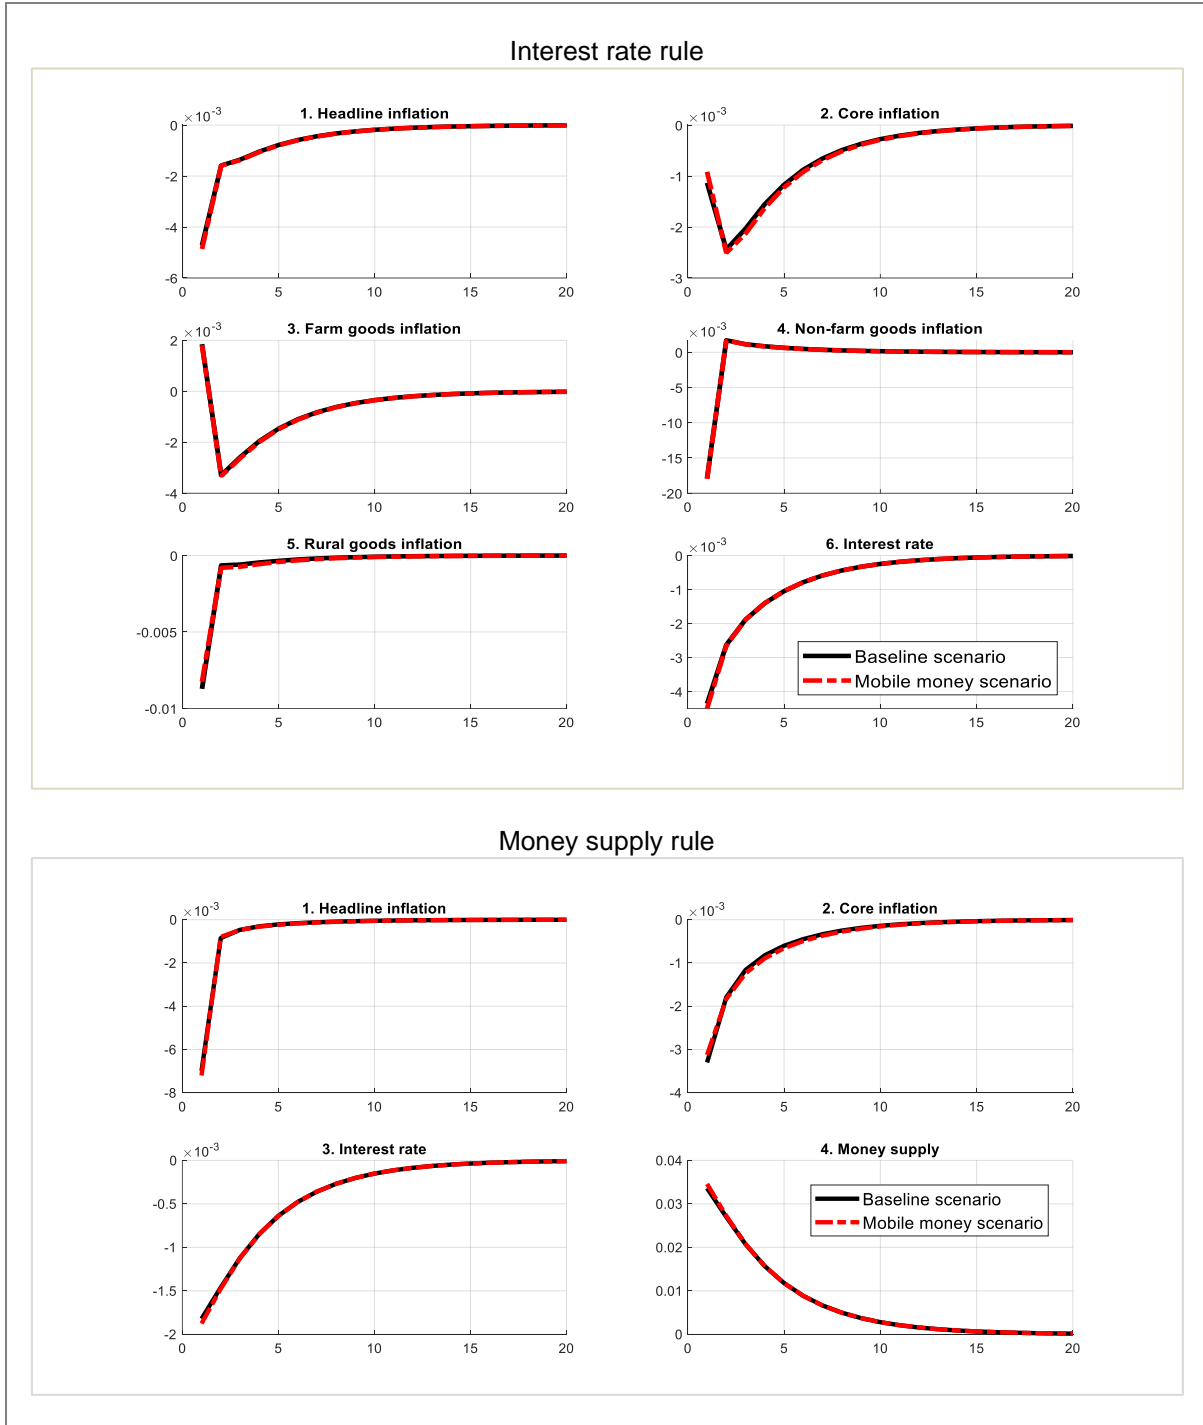 Interest rate rule
1. Headline inflation
×10-3
0
-2
-4
-6
0 5 10 15 20
2. Core inflation
×10-3
0
-1
-2
-3
0 5 10 15 20
3. Farm goods inflation
×10-3
2
0
-2
-4
0 5 10 15 20
4. Non-farm goods inflation
×10-3
0
-5
-10
-15
-20
0 5 10 15 20
5. Rural goods inflation
0
-0.005
-0.01
0 5 10 15 20
6. Interest rate
×10-3
0
-1
-2
-3
-4
Baseline scenario
Mobile money scenario
0 5 10 15 20
Money supply rule
1. Headline inflation
×10-3
0
-2
-4
-6
-8
0 5 10 15 20
2. Core inflation
×10-3
0
-1
-2
-3
-4
0 5 10 15 20
3. Interest rate
×10-3
0
-0.5
-1
-1.5
-2
0 5 10 15 20
4. Money supply
0.04
0.03
0.02
0.01
0
Baseline scenario
Mobile money scenario
0 5 10 15 20